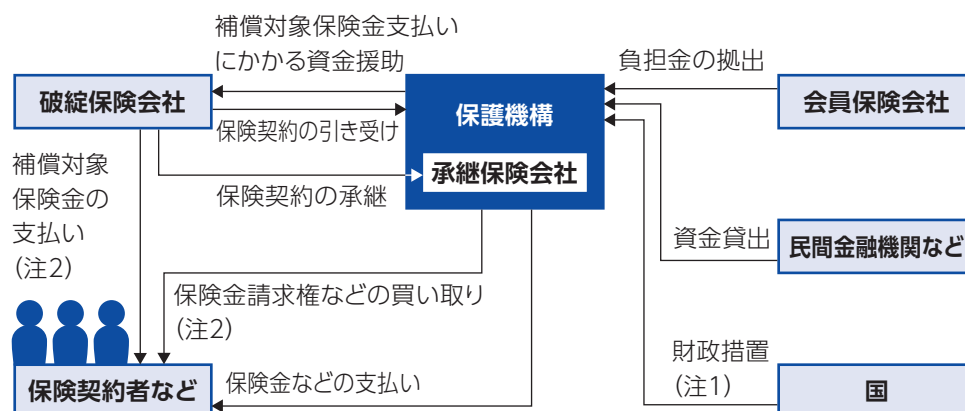 補償対象保険金支払い
にかかる資金援助
負担金の拠出
破綻保険会社
保護機構
会員保険会社
保険契約の引き受け
承継保険会社
補償対象
保険金の
支払い
(注2)
保険契約の承継
資金貸出
民間金融機関など
保険金請求権などの買い取り
(注2)
財政措置
(注1)
保険契約者など
保険金などの支払い
国